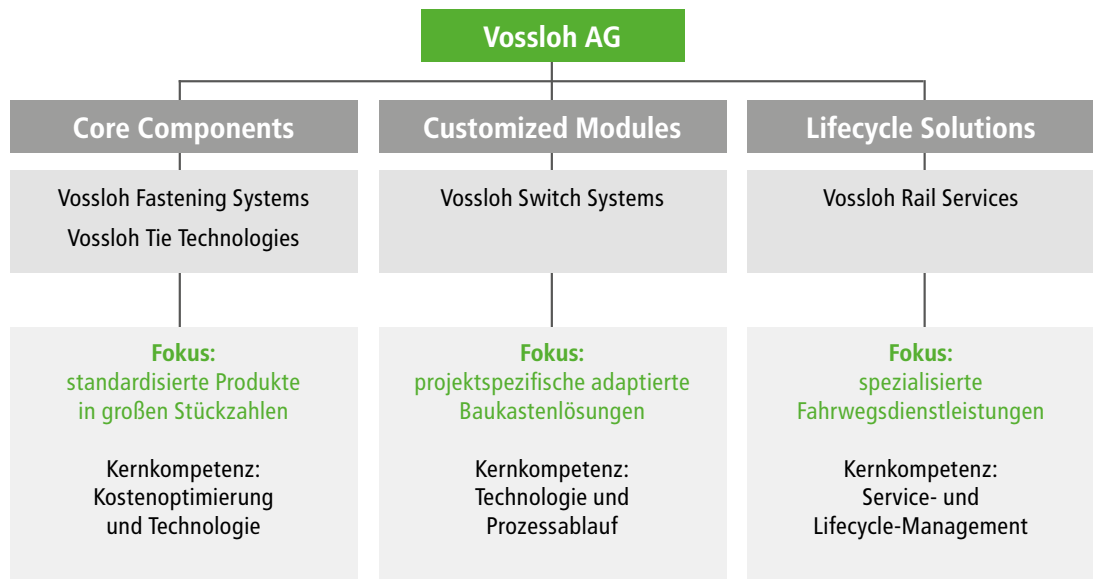 Vossloh AG
Core Components
Vossloh Fastening Systems
Vossloh Tie Technologies
Fokus:
standardisierte Produkte
in großen Stückzahlen
Kernkompetenz:
Kostenoptimierung
und Technologie
Customized Modules
Vossloh Switch Systems
Fokus:
projektspezifische adaptierte
Baukastenlösungen
Kernkompetenz:
Technologie und
Prozessablauf
Lifecycle Solutions
Vossloh Rail Services
Fokus:
spezialisierte
Fahrwegsdienstleistungen
Kernkompetenz:
Service- und
Lifecycle-Management